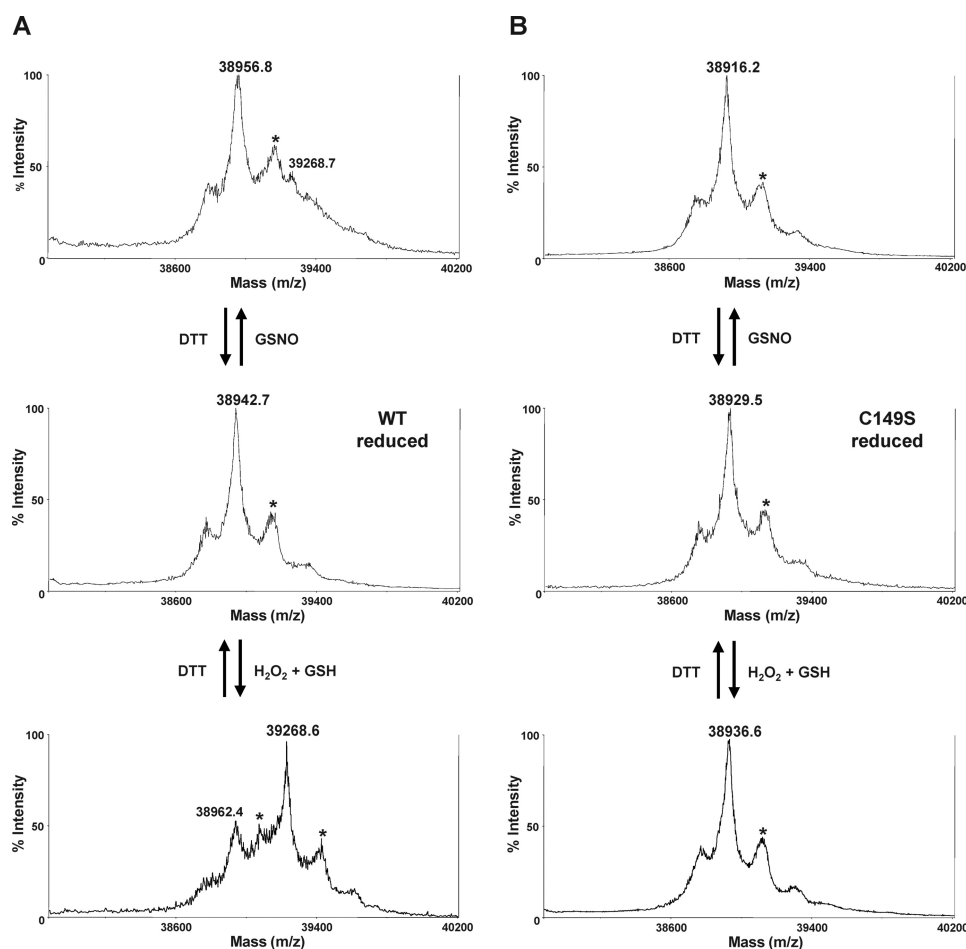 A
38956.8
*
39268.7
100
50
0
% Intensity
38600 39400 40200
Mass (m/z)
DTT GSNO
38942.7
WT
reduced
*
100
50
0
% Intensity
38600 39400 40200
Mass (m/z)
DTT H₂O₂ + GSH
39268.6
38962.4
*
*
100
50
0
% Intensity
38600 39400 40200
Mass (m/z)
B
38916.2
*
100
50
0
% Intensity
38600 39400 40200
Mass (m/z)
DTT GSNO
38929.5
C149S
reduced
*
100
50
0
% Intensity
38600 39400 40200
Mass (m/z)
DTT H₂O₂ + GSH
38936.6
*
100
50
0
% Intensity
38600 39400 40200
Mass (m/z)